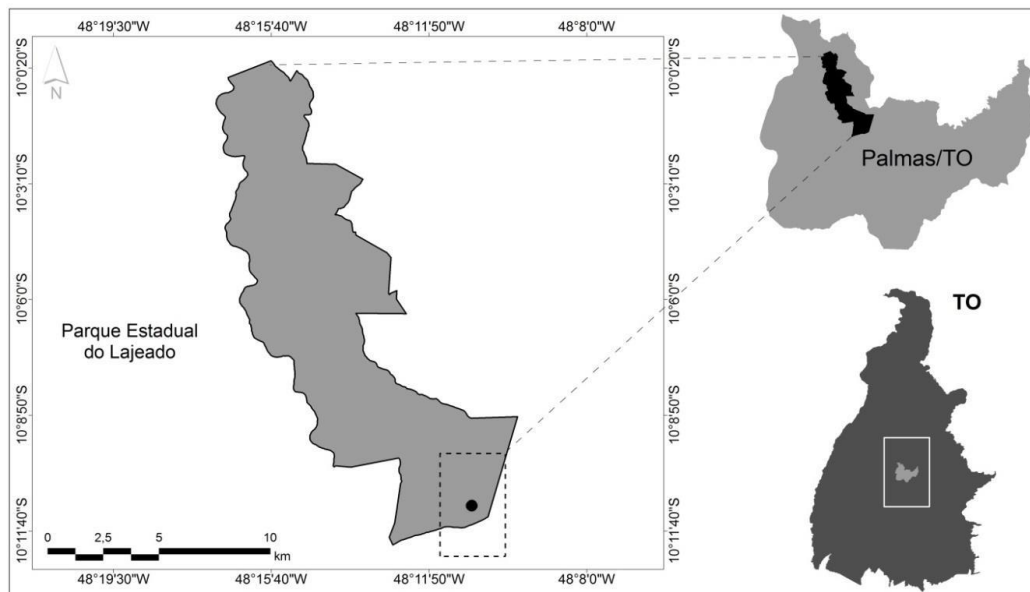 48°19'30"W 48°15'40"W 48°11'50"W 48°8'0"W
N
10°0'20"S
10°3'10"S
10°6'0"S
10°8'50"S
10°11'40"S
Parque Estadual
do Lajeado
0 2,5 5 10
km
48°19'30"W 48°15'40"W 48°11'50"W 48°8'0"W
10°0'20"S
10°3'10"S
10°6'0"S
10°8'50"S
10°11'40"S
Palmas/TO
TO